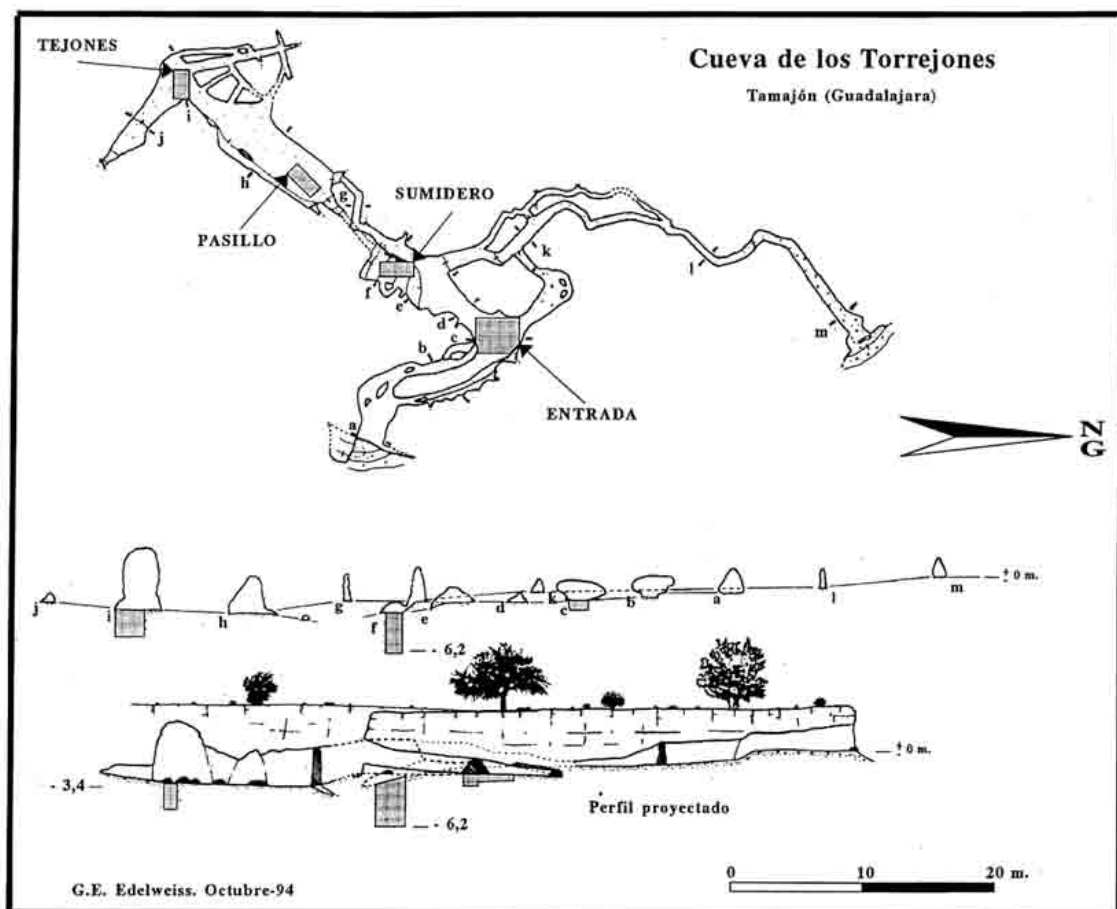 TEJONES
Cueva de los Torrejones
Tamajón (Guadalajara)
i
j
h
g
SUMIDERO
PASILLO
k
l
f
e
d
m
c
b
ENTRADA
a
N
G
± 0 m.
j
i
h
g
f
e
d
k
c
b
a
l
m
- 6,2
± 0 m.
- 3,4
Perfil proyectado
- 6,2
0 10 20 m.
G.E. Edelweiss. Octubre-94